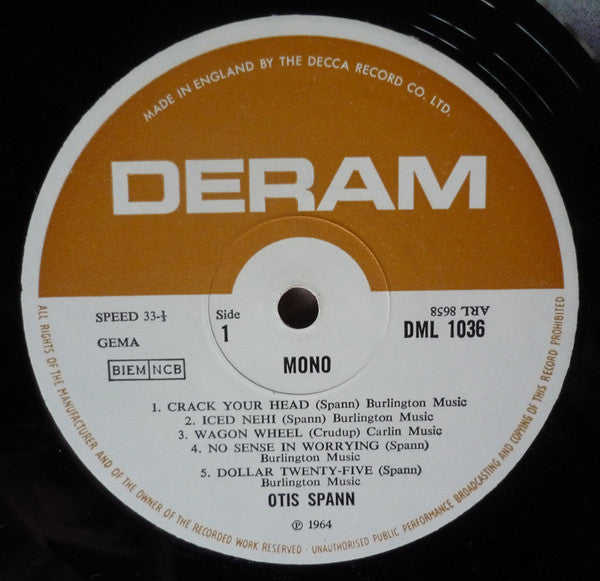 MADE IN ENGLAND BY THE DECCA RECORD CO. LTD.
DERAM
SPEED 33-⅓
GEMA
BIEM NCB
Side
1
MONO
ARL 8658
DML 1036
1. CRACK YOUR HEAD (Spann) Burlington Music
2. ICED NEHI (Spann) Burlington Music
3. WAGON WHEEL (Crudup) Carlin Music
4. NO SENSE IN WORRYING (Spann)
Burlington Music
5. DOLLAR TWENTY-FIVE (Spann)
Burlington Music
OTIS SPANN
℗ 1964
ALL RIGHTS OF THE MANUFACTURER AND OF THE OWNER OF THE RECORDED WORK RESERVED · UNAUTHORISED PUBLIC PERFORMANCE BROADCASTING AND COPYING OF THIS RECORD PROHIBITED